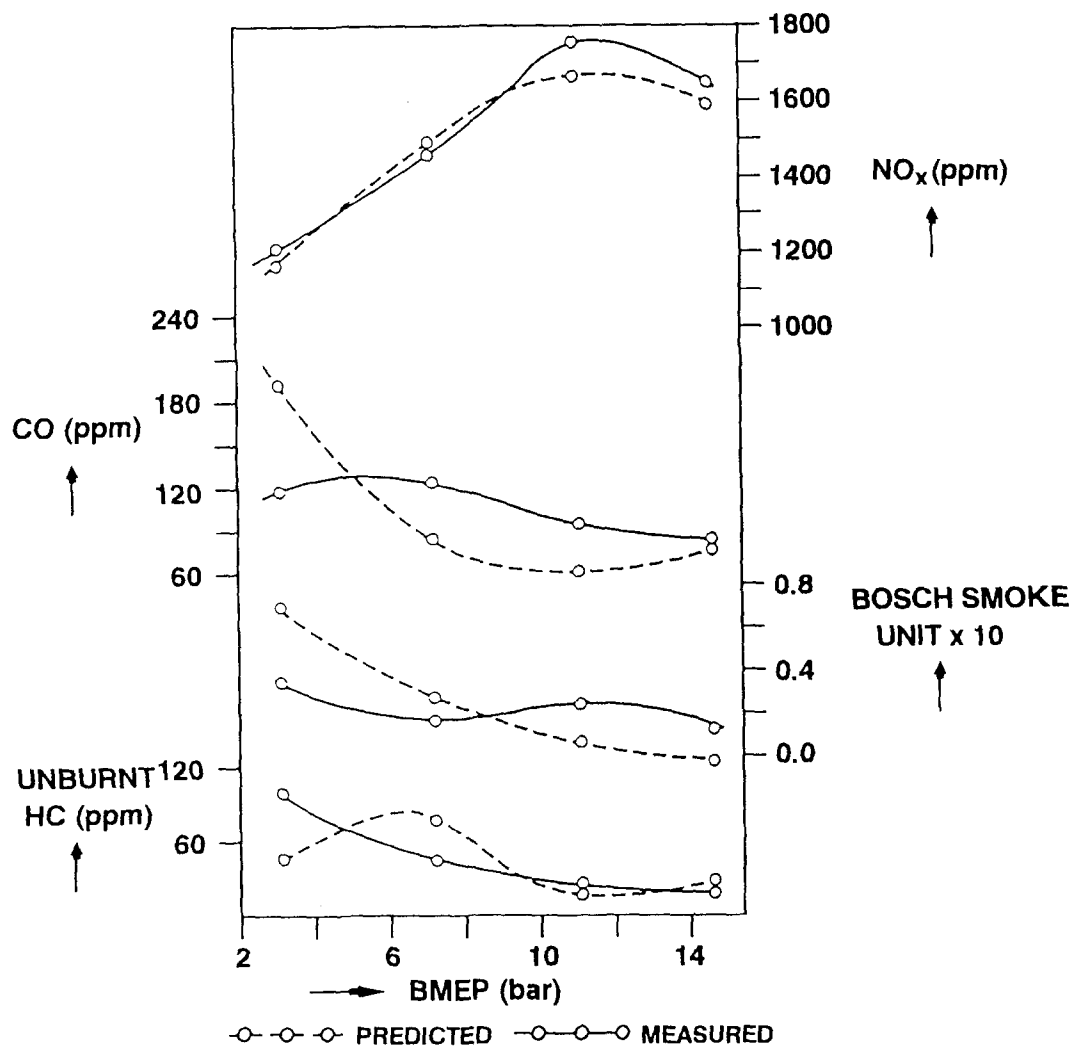 1800
1600
1400
1200
1000
NOx (ppm)
240
180
120
60
CO (ppm)
0.8
0.4
0.0
BOSCH SMOKE
UNIT x 10
120
60
UNBURNT
HC (ppm)
2 6 10 14
BMEP (bar)
PREDICTED MEASURED